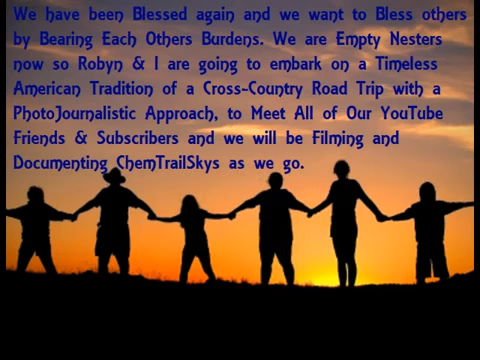 We have been Blessed again and we want to Bless others
by Bearing Each Others Burdens. We are Empty Nesters
now so Robyn & I are going to embark on a Timeless
American Tradition of a Cross-Country Road Trip with a
PhotoJournalistic Approach, to Meet All of Our YouTube
Friends & Subscribers and we will be Filming and
Documenting ChemTrailSkys as we go.